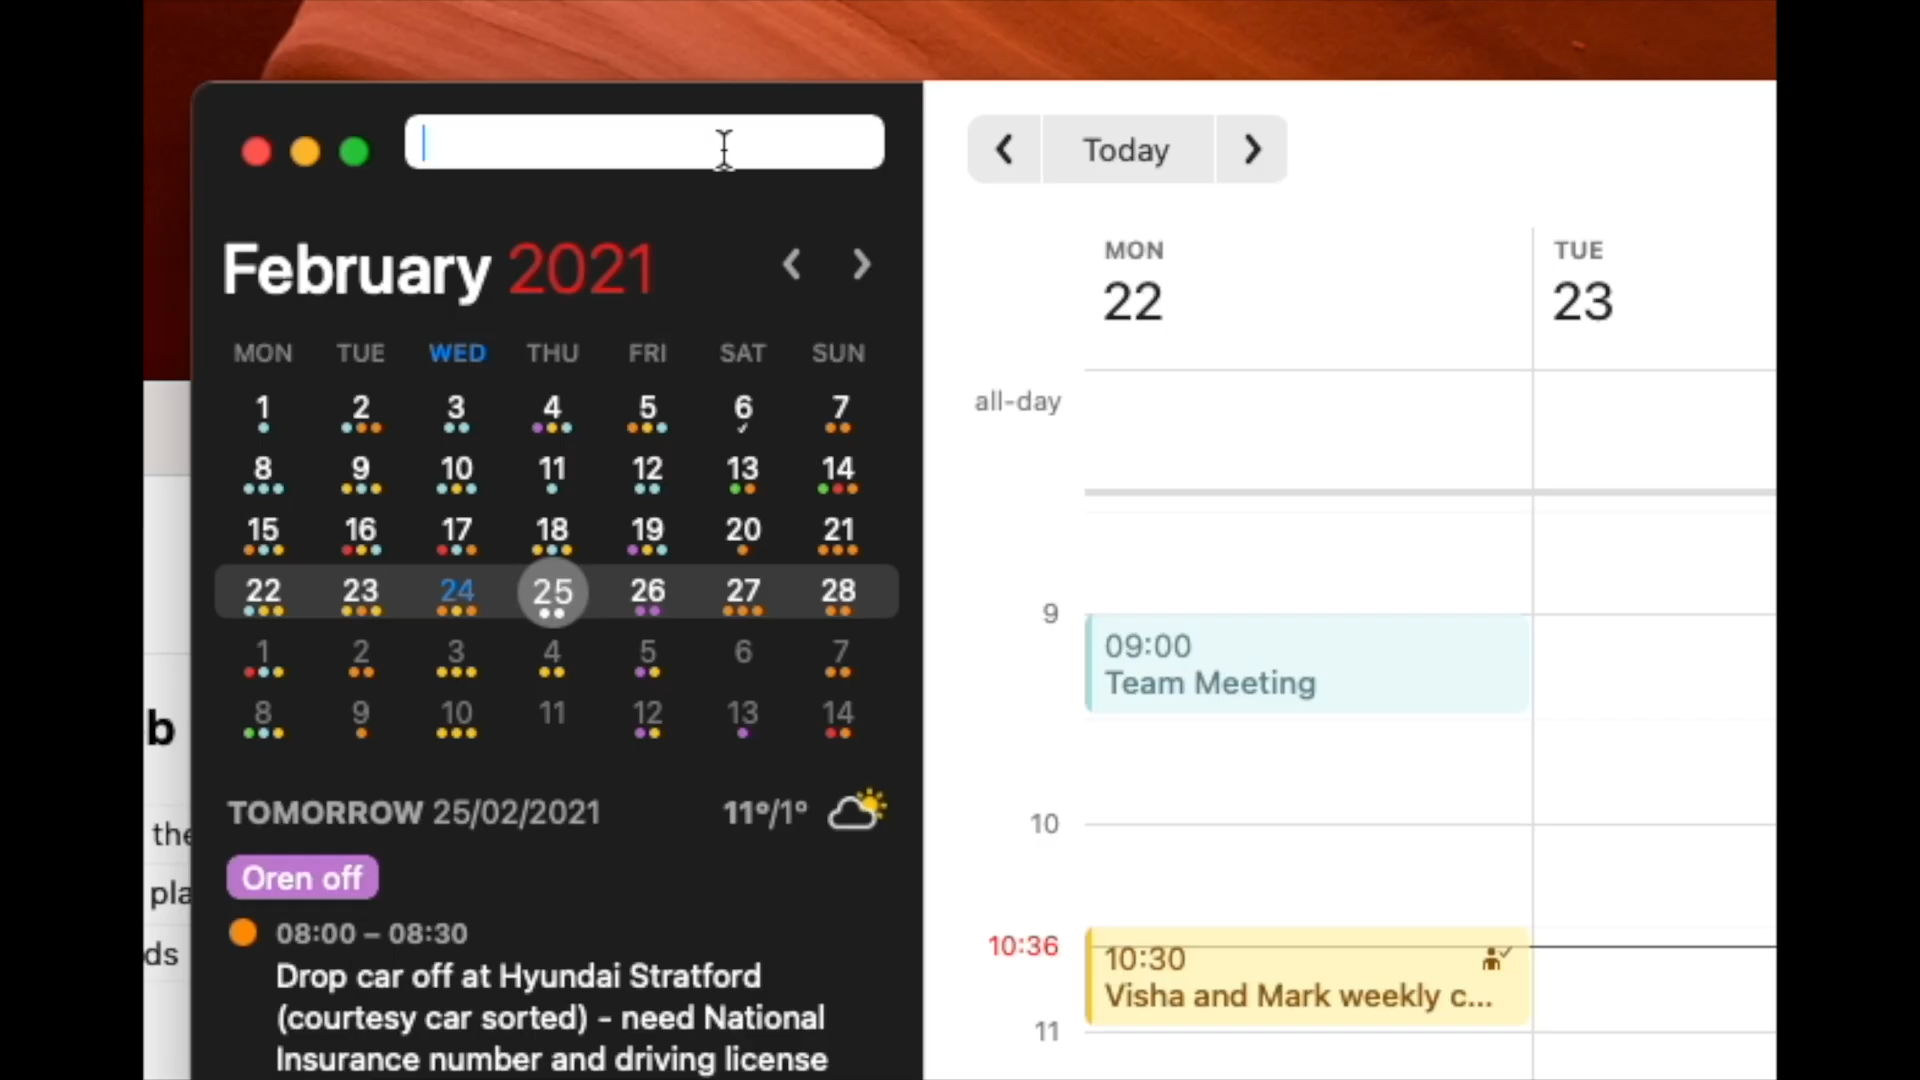 February 2021
MON TUE WED THU FRI SAT SUN
1 2 3 4 5 6 7
8 9 10 11 12 13 14
15 16 17 18 19 20 21
22 23 24 25 26 27 28
1 2 3 4 5 6 7
8 9 10 11 12 13 14
TOMORROW 25/02/2021 11°/1°
Oren off
08:00 – 08:30
Drop car off at Hyundai Stratford
(courtesy car sorted) - need National
Insurance number and driving license
b
the
pla
ds
Today
MON
22
TUE
23
all-day
9
09:00
Team Meeting
10
10:36
10:30
Visha and Mark weekly c...
11